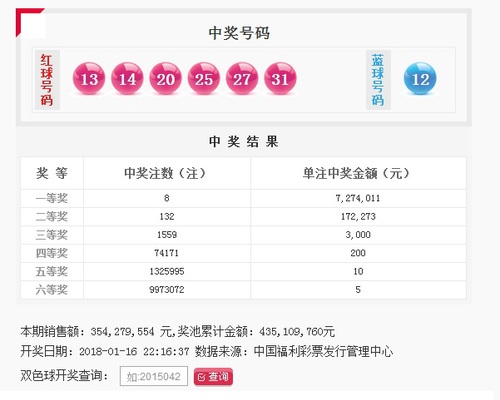 中奖号码
红球号码 13 14 20 25 27 31 蓝球号码 12
中奖结果
奖 等 中奖注数（注） 单注中奖金额（元）
一等奖 8 7,274,011
二等奖 132 172,273
三等奖 1559 3,000
四等奖 74171 200
五等奖 1325995 10
六等奖 9973072 5
本期销售额：354,279,554 元,奖池累计金额：435,109,760元
开奖日期：2018-01-16 22:16:37 数据来源：中国福利彩票发行管理中心
双色球开奖查询： 如:2015042 查询